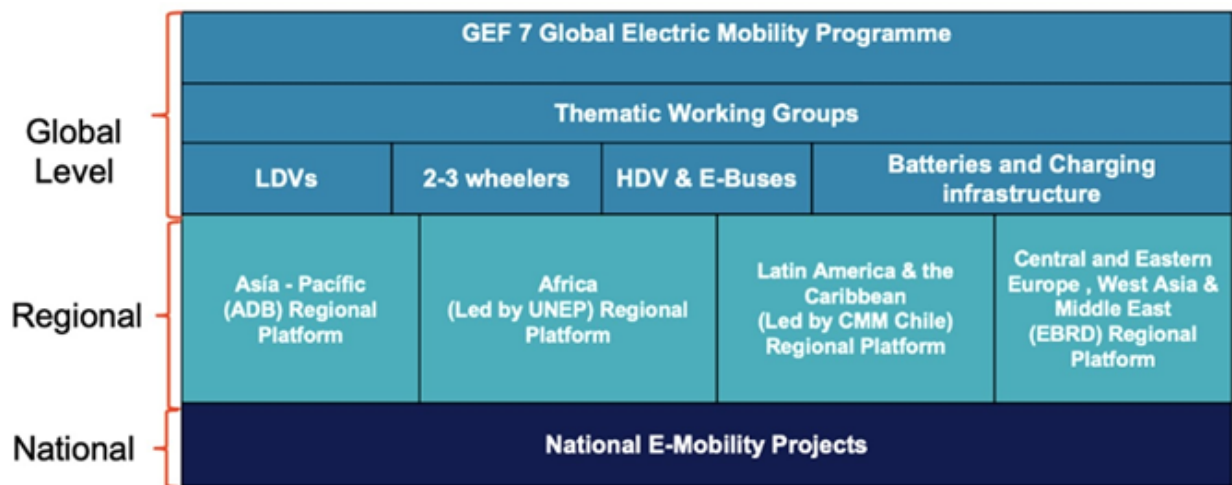 GEF 7 Global Electric Mobility Programme
Thematic Working Groups
Global
Level
LDVs
2-3 wheelers
HDV & E-Buses
Batteries and Charging
infrastructure
Regional
Asía - Pacífic
(ADB) Regional
Platform
Africa
(Led by UNEP) Regional
Platform
Latin America & the
Caribbean
(Led by CMM Chile)
Regional Platform
Central and Eastern
Europe , West Asia &
Middle East
(EBRD) Regional
Platform
National
National E-Mobility Projects